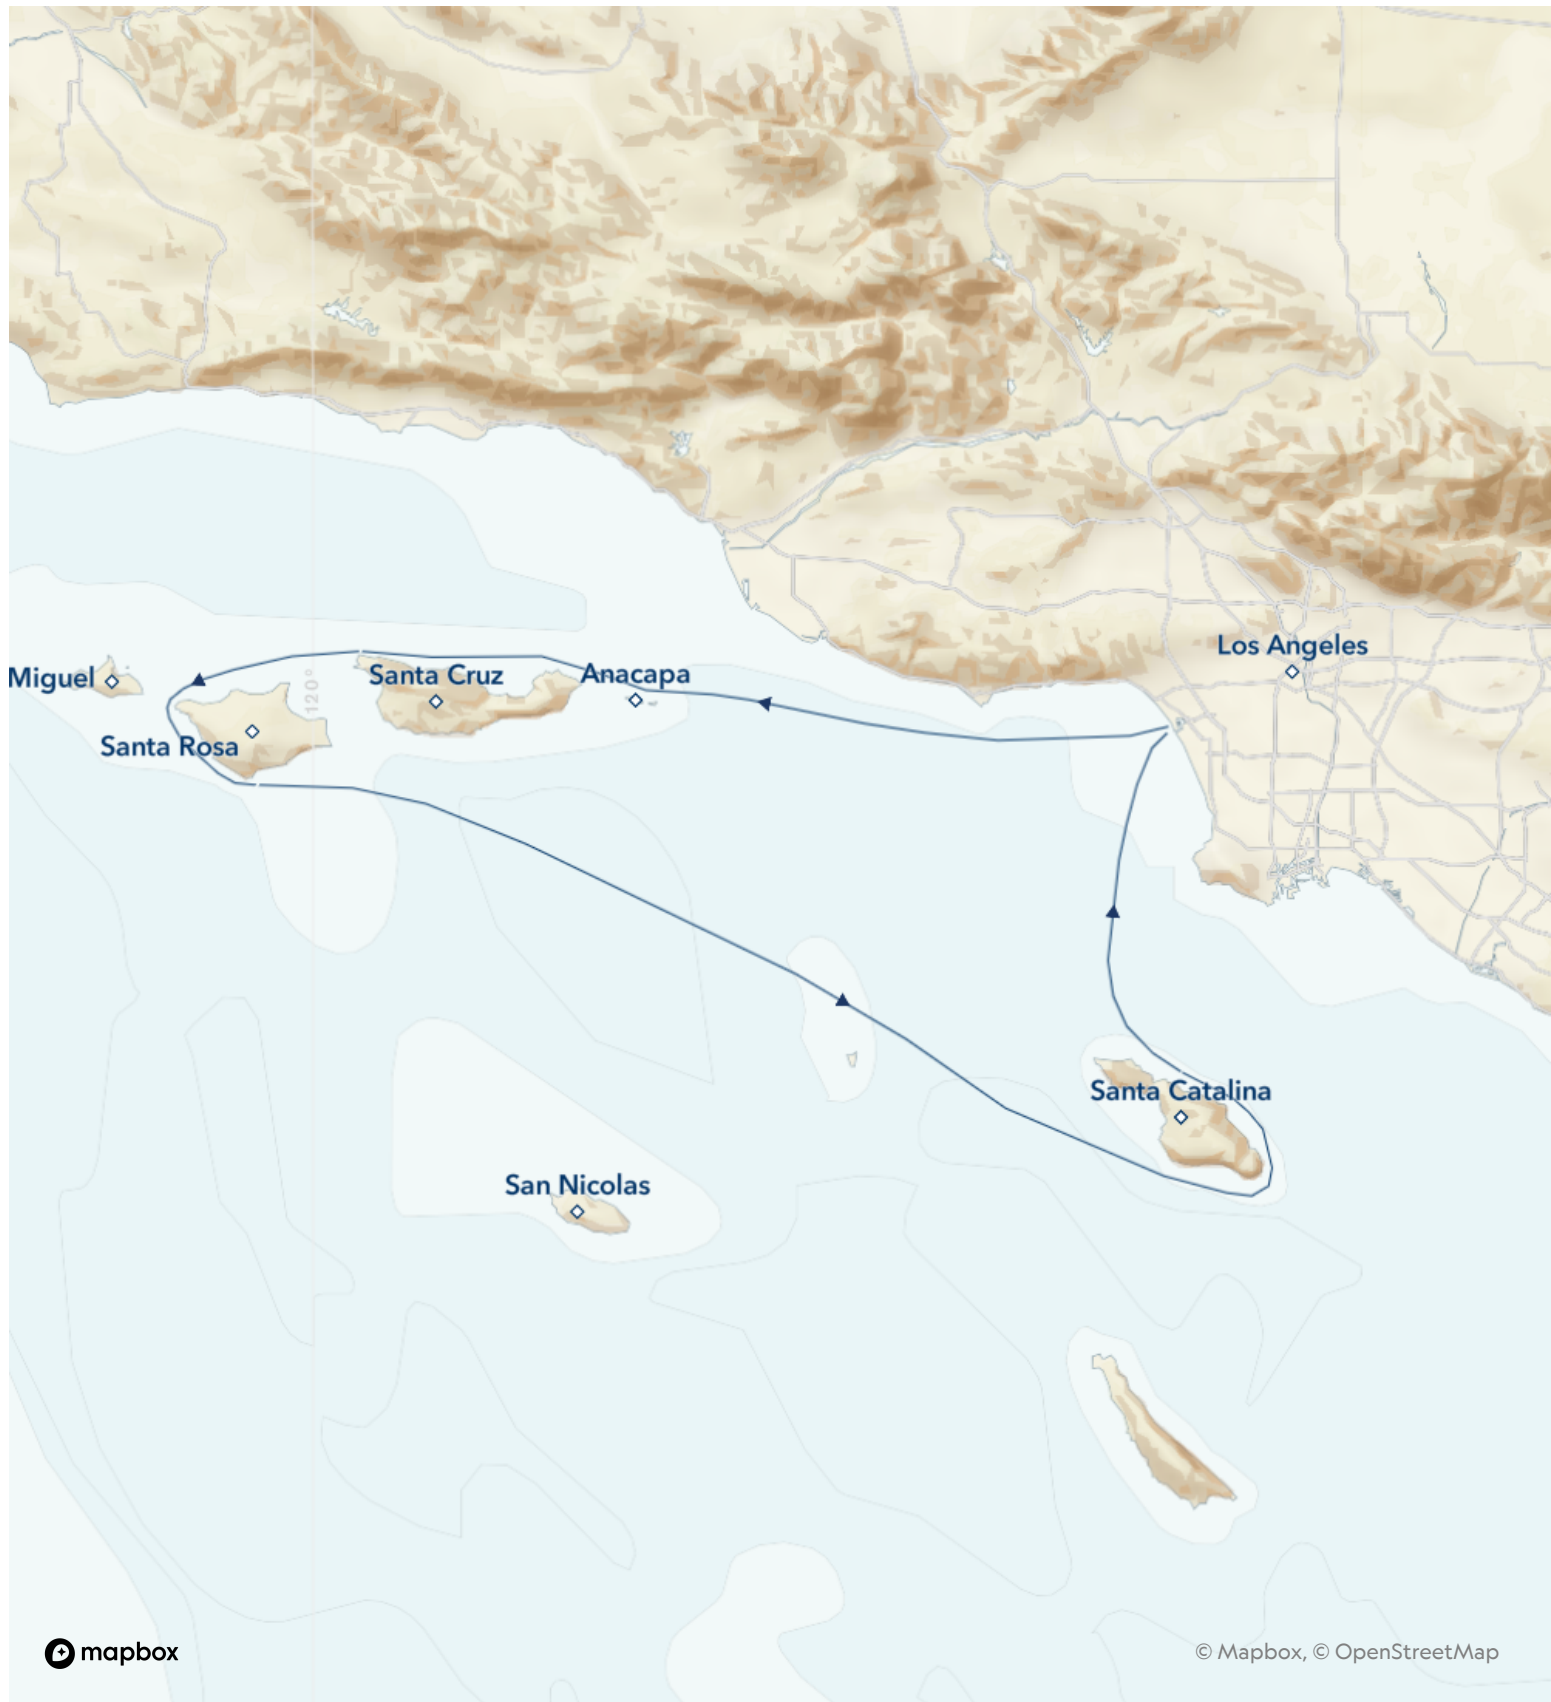 Los Angeles
Miguel
Santa Cruz
Anacapa
120°
Santa Rosa
Santa Catalina
San Nicolas
mapbox
© Mapbox, © OpenStreetMap